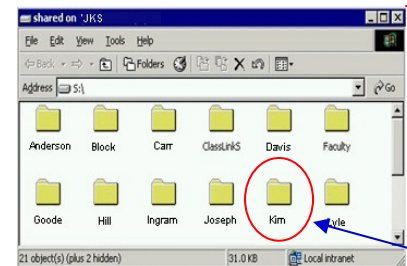 shared on 'JKS
File Edit View Tools Help
Back Folders
Address S:\ Go
Anderson Block Carr ClassLinkS Davis Faculty
Goode Hill Ingram Joseph Kim
21 object(s) (plus 2 hidden) 31.0 KB Local intranet